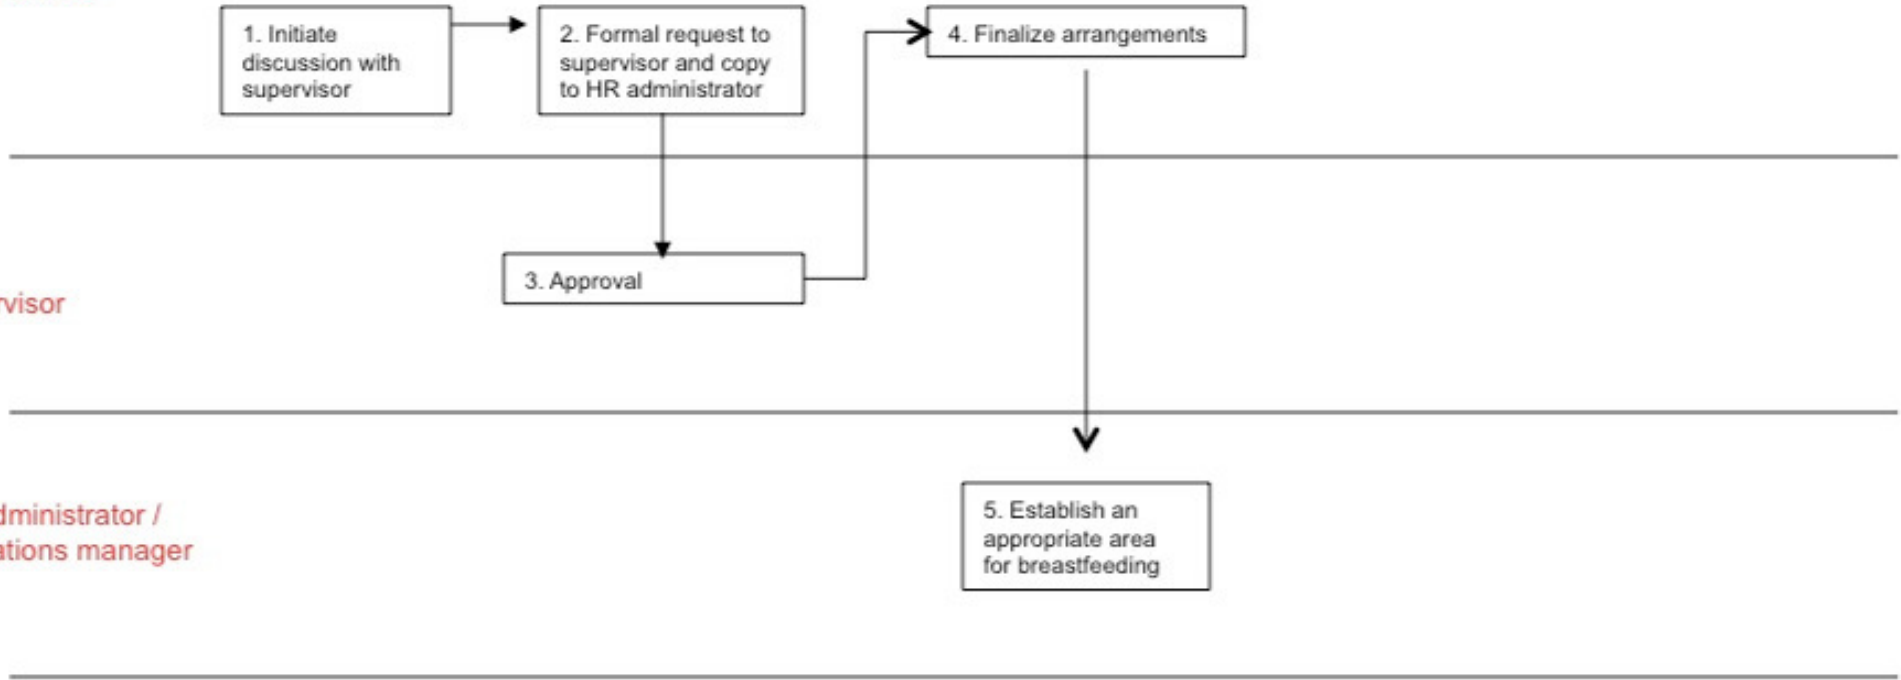 1. Initiate
discussion with
supervisor
2. Formal request to
supervisor and copy
to HR administrator
4. Finalize arrangements
3. Approval
rvisor
5. Establish an
appropriate area
for breastfeeding
dministrator /
ations manager